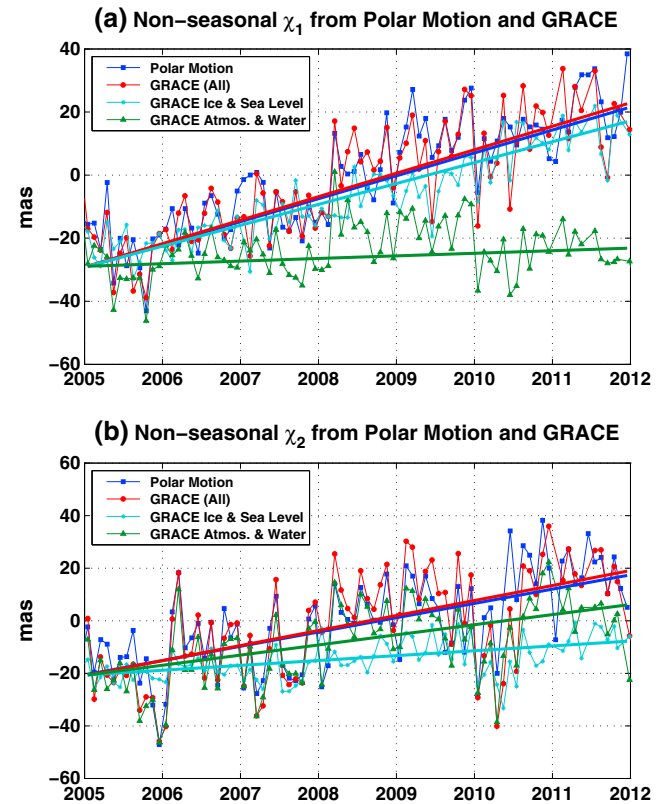 (a) Non-seasonal χ1 from Polar Motion and GRACE
40
20
0
-20
-40
-60
mas
Polar Motion
GRACE (All)
GRACE Ice & Sea Level
GRACE Atmos. & Water
2005 2006 2007 2008 2009 2010 2011 2012
(b) Non-seasonal χ2 from Polar Motion and GRACE
60
40
20
0
-20
-40
-60
mas
Polar Motion
GRACE (All)
GRACE Ice & Sea Level
GRACE Atmos. & Water
2005 2006 2007 2008 2009 2010 2011 2012